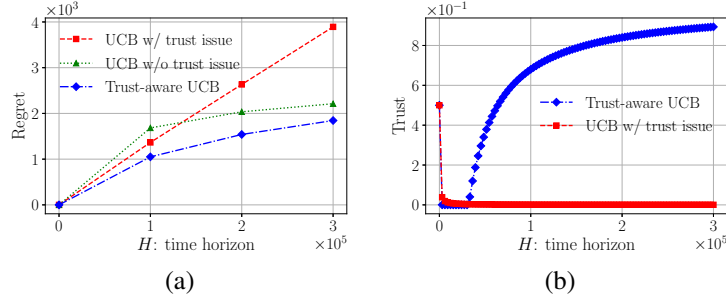 ×10³
4
3
2
1
0
Regret
UCB w/ trust issue
UCB w/o trust issue
Trust-aware UCB
0 1 2 3
×10⁵
H: time horizon
(a)
×10⁻¹
8
6
4
2
0
Trust
Trust-aware UCB
UCB w/ trust issue
0 1 2 3
×10⁵
H: time horizon
(b)